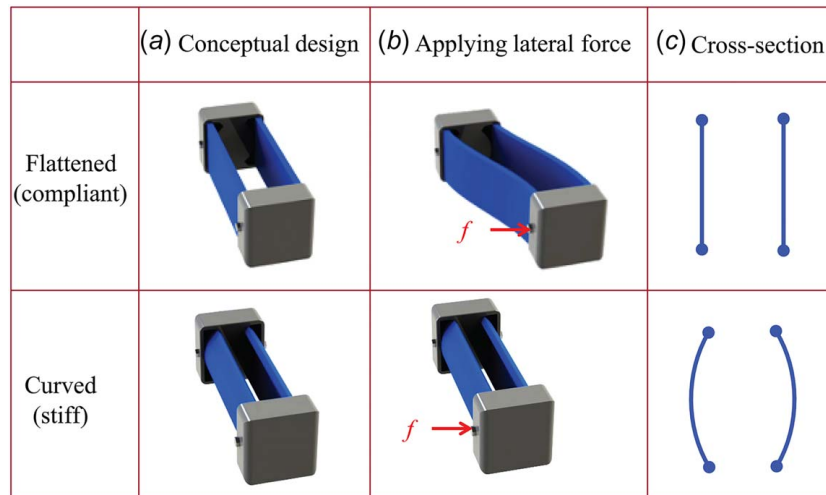 (a) Conceptual design
(b) Applying lateral force
(c) Cross-section
Flattened
(compliant)
f
Curved
(stiff)
f